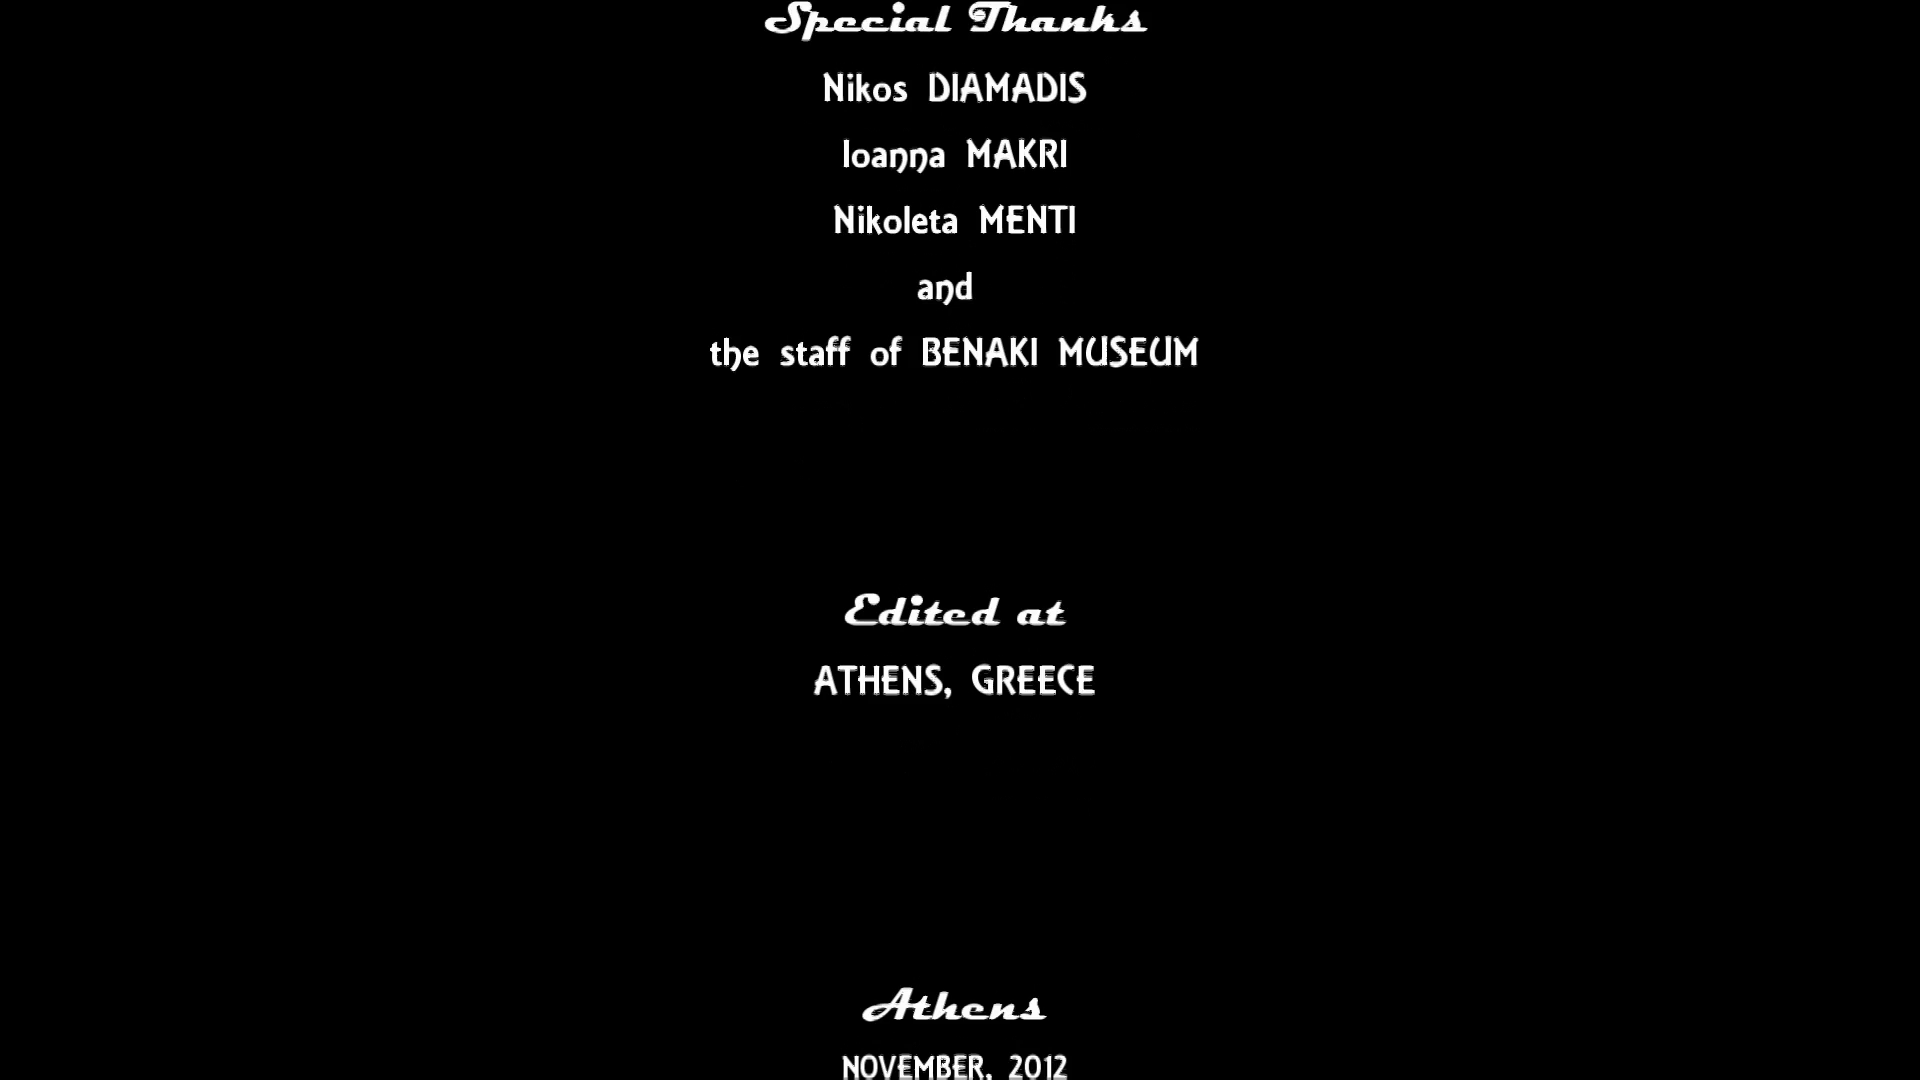 Special Thanks
Nikos DIAMADIS
Ioanna MAKRI
Nikoleta MENTI
and
the staff of BENAKI MUSEUM
Edited at
ATHENS, GREECE
Athens
NOVEMBER, 2012